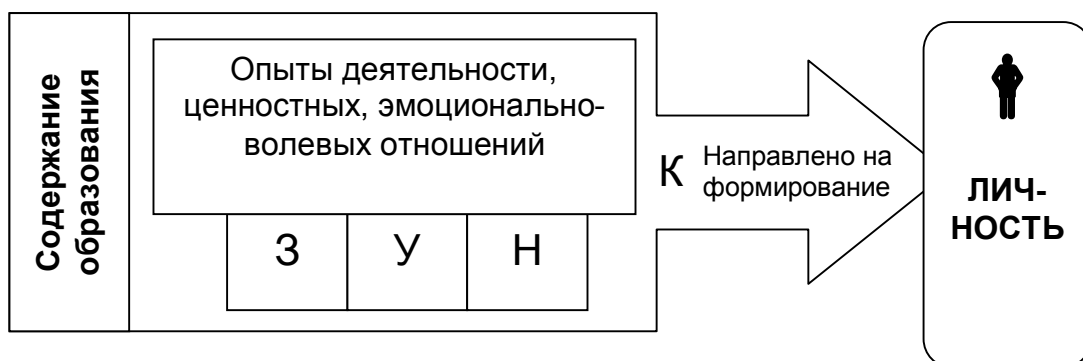 Содержание
образования
Опыты деятельности,
ценностных, эмоционально-
волевых отношений
З У Н
К
Направлено на
формирование
ЛИЧ-
НОСТЬ